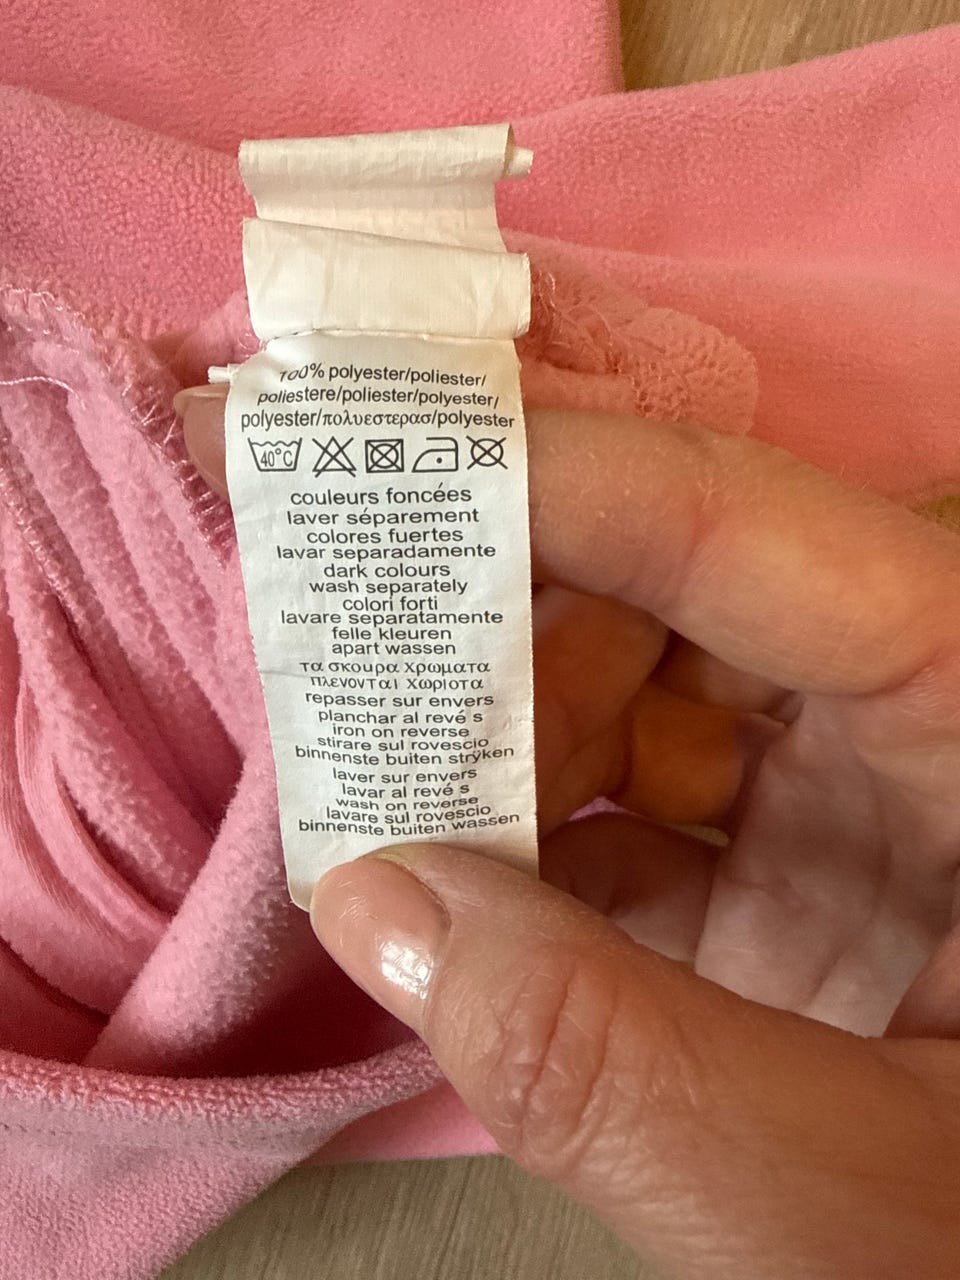 100% polyester/poliester/
poliestere/poliester/polyester/
polyester/πολυεστερασ/polyester
40°C
couleurs foncées
laver séparement
colores fuertes
lavar separadamente
dark colours
wash separately
colori forti
lavare separatamente
felle kleuren
apart wassen
τα σκουρα χρωματα
πλενονται χωριστα
repasser sur envers
planchar al revé s
iron on reverse
stirare sul rovescio
binnenste buiten strÿken
laver sur envers
lavar al revé s
wash on reverse
lavare sul rovescio
binnenste buiten wassen